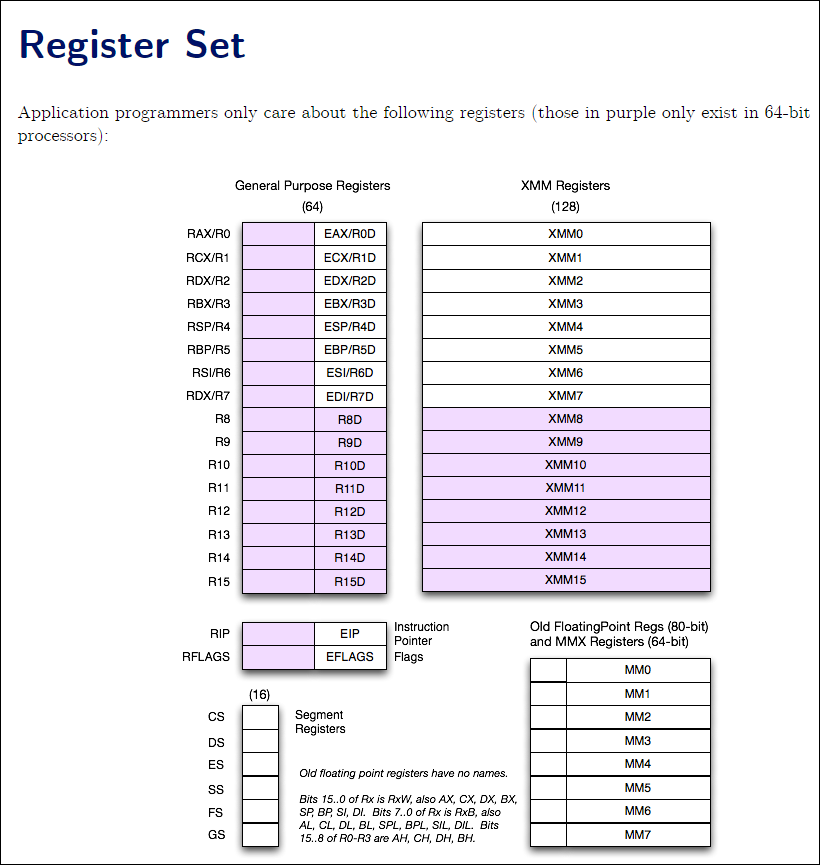 Register Set
Application programmers only care about the following registers (those in purple only exist in 64-bit
processors):
General Purpose Registers
(64)
XMM Registers
(128)
RAX/R0 EAX/R0D XMM0
RCX/R1 ECX/R1D XMM1
RDX/R2 EDX/R2D XMM2
RBX/R3 EBX/R3D XMM3
RSP/R4 ESP/R4D XMM4
RBP/R5 EBP/R5D XMM5
RSI/R6 ESI/R6D XMM6
RDX/R7 EDI/R7D XMM7
R8 R8D XMM8
R9 R9D XMM9
R10 R10D XMM10
R11 R11D XMM11
R12 R12D XMM12
R13 R13D XMM13
R14 R14D XMM14
R15 R15D XMM15
RIP EIP Instruction
Pointer
RFLAGS EFLAGS Flags
Old FloatingPoint Regs (80-bit)
and MMX Registers (64-bit)
MM0
MM1
MM2
MM3
MM4
MM5
MM6
MM7
(16)
CS
DS
ES
SS
FS
GS
Segment
Registers
Old floating point registers have no names.
Bits 15..0 of Rx is RxW, also AX, CX, DX, BX,
SP, BP, SI, DI. Bits 7..0 of Rx is RxB, also
AL, CL, DL, BL, SPL, BPL, SIL, DIL. Bits
15..8 of R0-R3 are AH, CH, DH, BH.